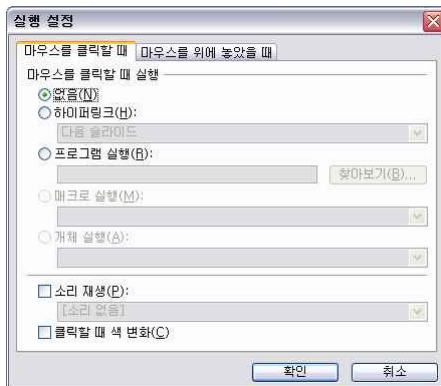 실행 설정
마우스를 클릭할 때 마우스를 위에 놓았을 때
마우스를 클릭할 때 실행
없음(N)
하이퍼링크(H):
다음 슬라이드
프로그램 실행(R):
찾아보기(B)...
매크로 실행(M):
개체 실행(A):
소리 재생(P):
[소리 없음]
클릭할 때 색 변화(C)
확인 취소